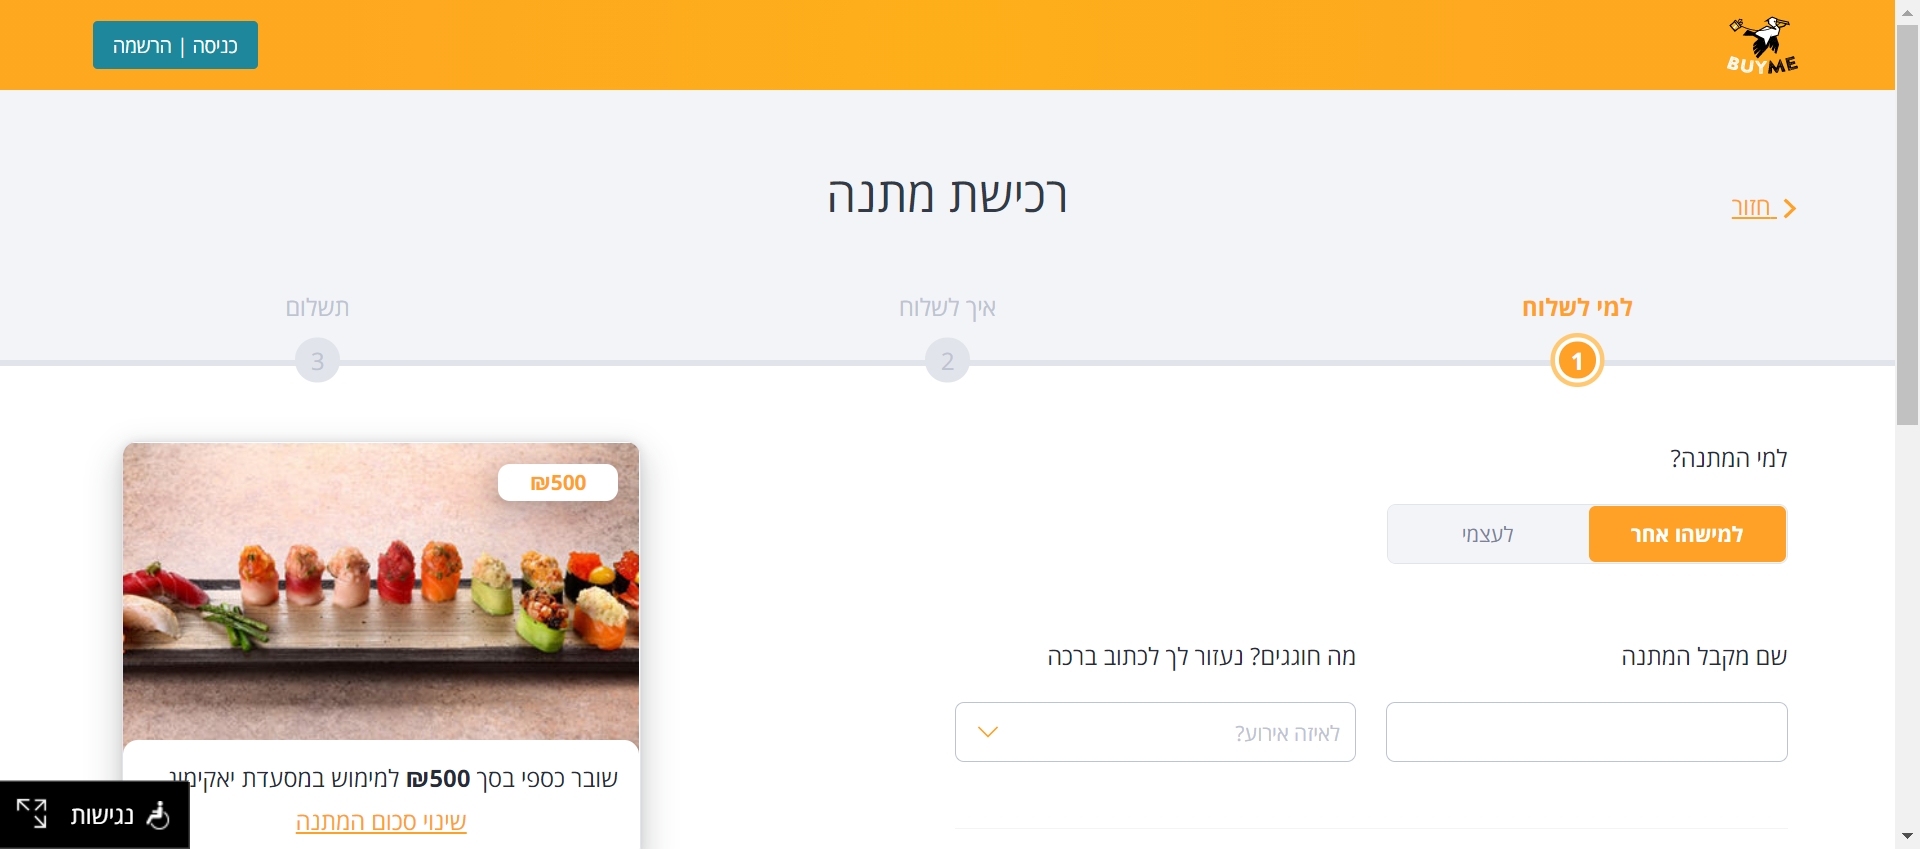 BUYME
כניסה | הרשמה
רכישת מתנה
חזור
למי לשלוח
איך לשלוח
תשלום
1
2
3
למי המתנה?
למישהו אחר
לעצמי
שם מקבל המתנה
מה חוגגים? נעזור לך לכתוב ברכה
לאיזה אירוע?
₪500
שובר כספי בסך ₪500 למימוש במסעדת
שינוי סכום המתנה
נגישות